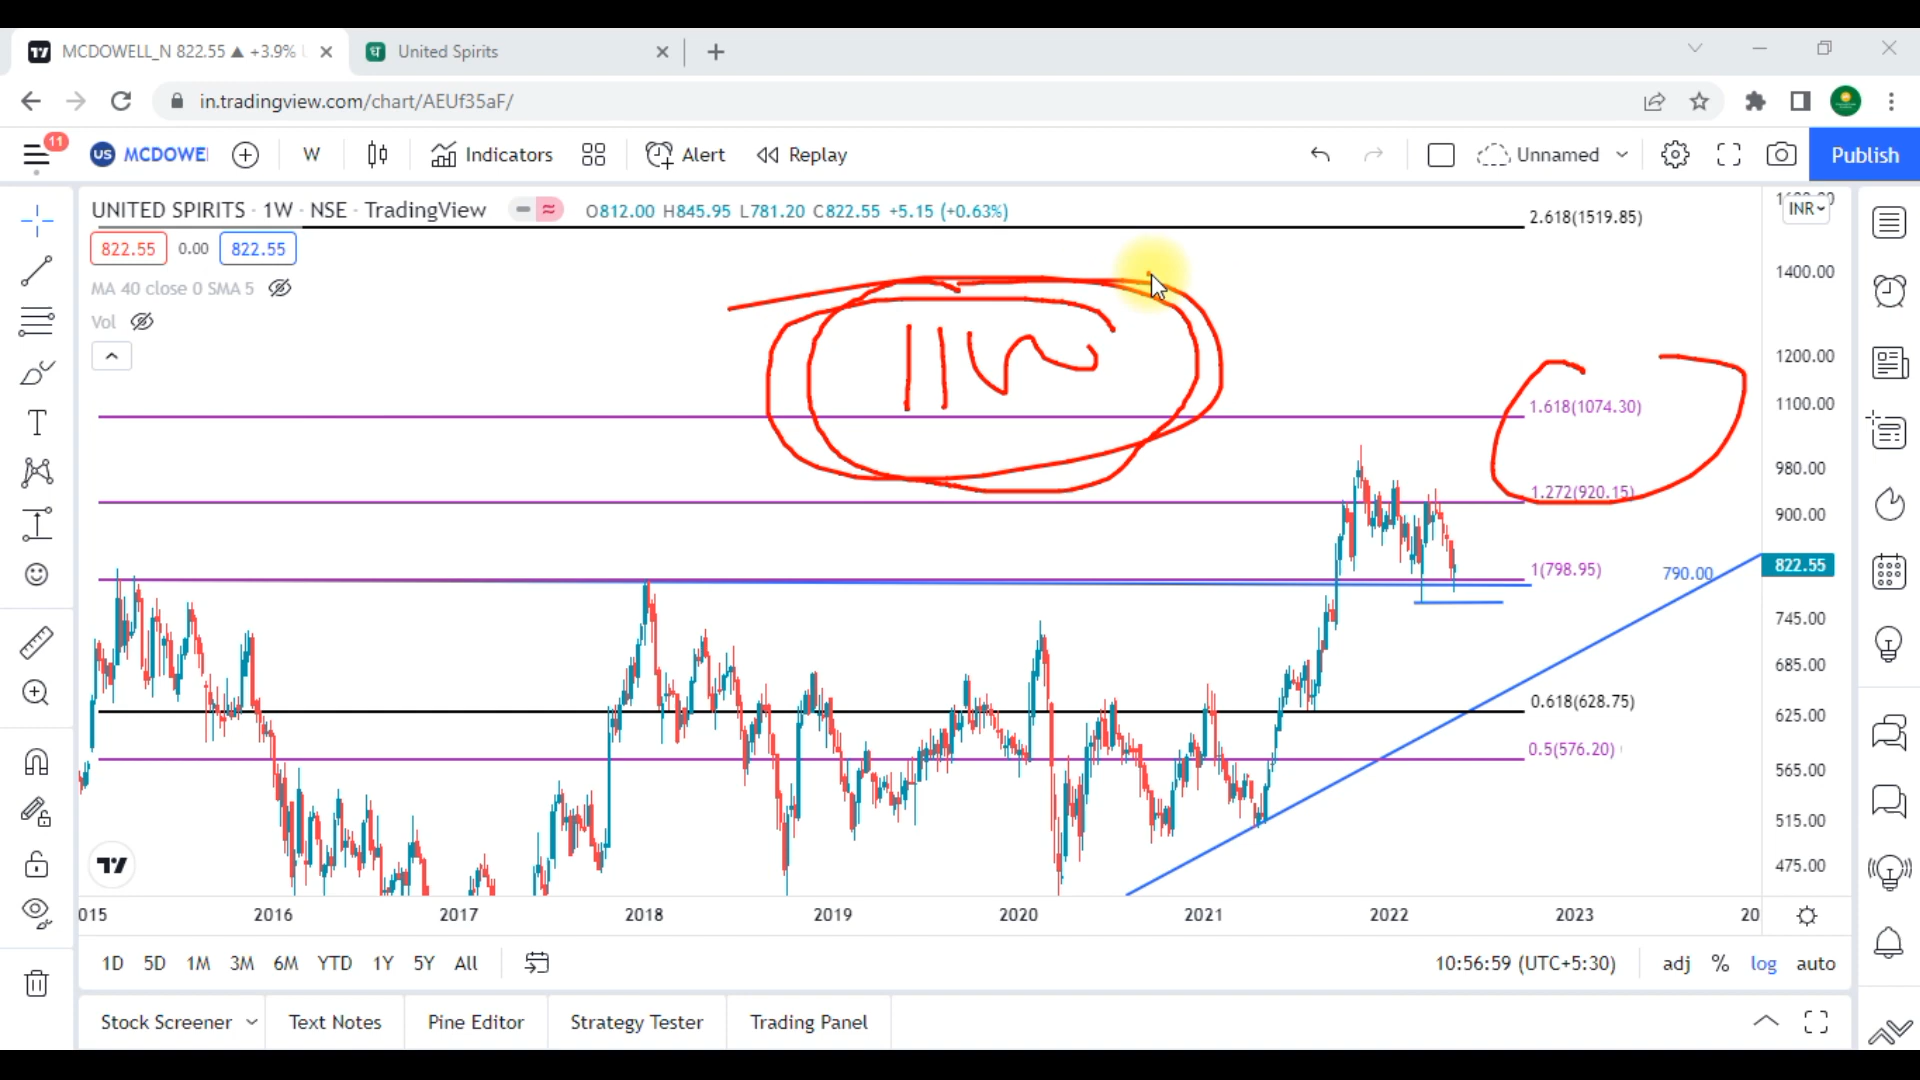 MCDOWELL_N 822.55 ▲ +3.9%
United Spirits
in.tradingview.com/chart/AEUf35aF/
11
US MCDOWE
W
Indicators
Alert
Replay
Unnamed
Publish
UNITED SPIRITS · 1W · NSE · TradingView
O812.00 H845.95 L781.20 C822.55 +5.15 (+0.63%)
822.55 0.00 822.55
MA 40 close 0 SMA 5
Vol
INR
2.618(1519.85)
1400.00
1200.00
1.618(1074.30)
1100.00
980.00
1.272(920.15)
900.00
1(798.95)
790.00
822.55
745.00
685.00
0.618(628.75)
625.00
0.5(576.20)
565.00
515.00
475.00
015 2016 2017 2018 2019 2020 2021 2022 2023 20
1D 5D 1M 3M 6M YTD 1Y 5Y All
10:56:59 (UTC+5:30)
adj % log auto
Stock Screener
Text Notes
Pine Editor
Strategy Tester
Trading Panel